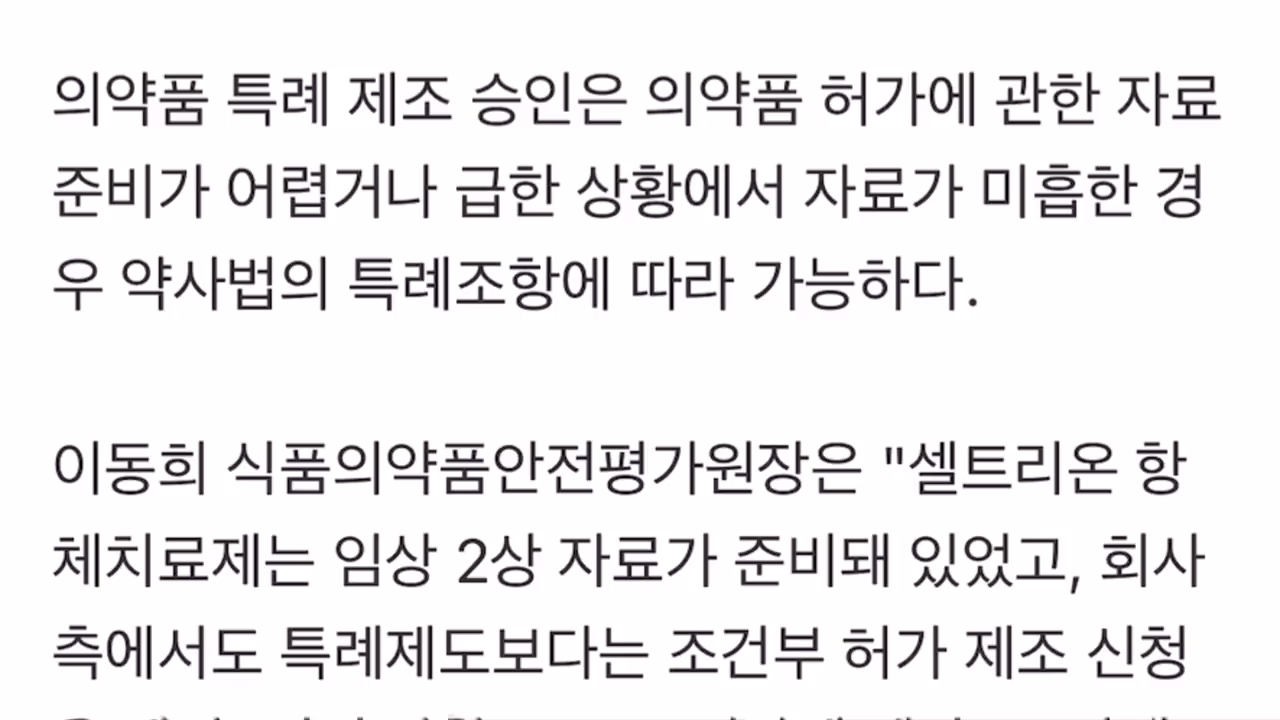 의약품 특례 제조 승인은 의약품 허가에 관한 자료
준비가 어렵거나 급한 상황에서 자료가 미흡한 경
우 약사법의 특례조항에 따라 가능하다.
이동희 식품의약품안전평가원장은 "셀트리온 항
체치료제는 임상 2상 자료가 준비돼 있었고, 회사
측에서도 특례제도보다는 조건부 허가 제조 신청